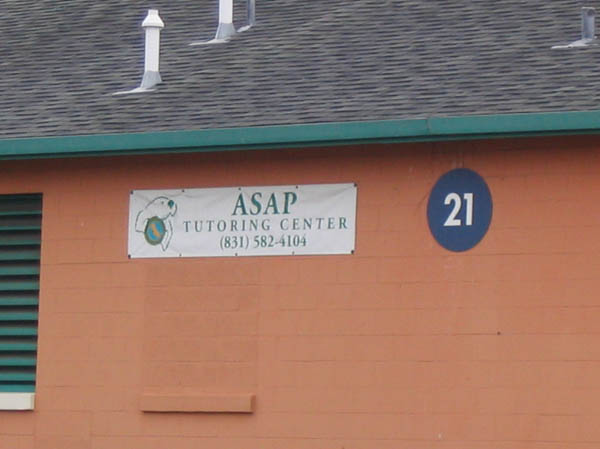 ASAP
TUTORING CENTER
(831) 582-4104
21